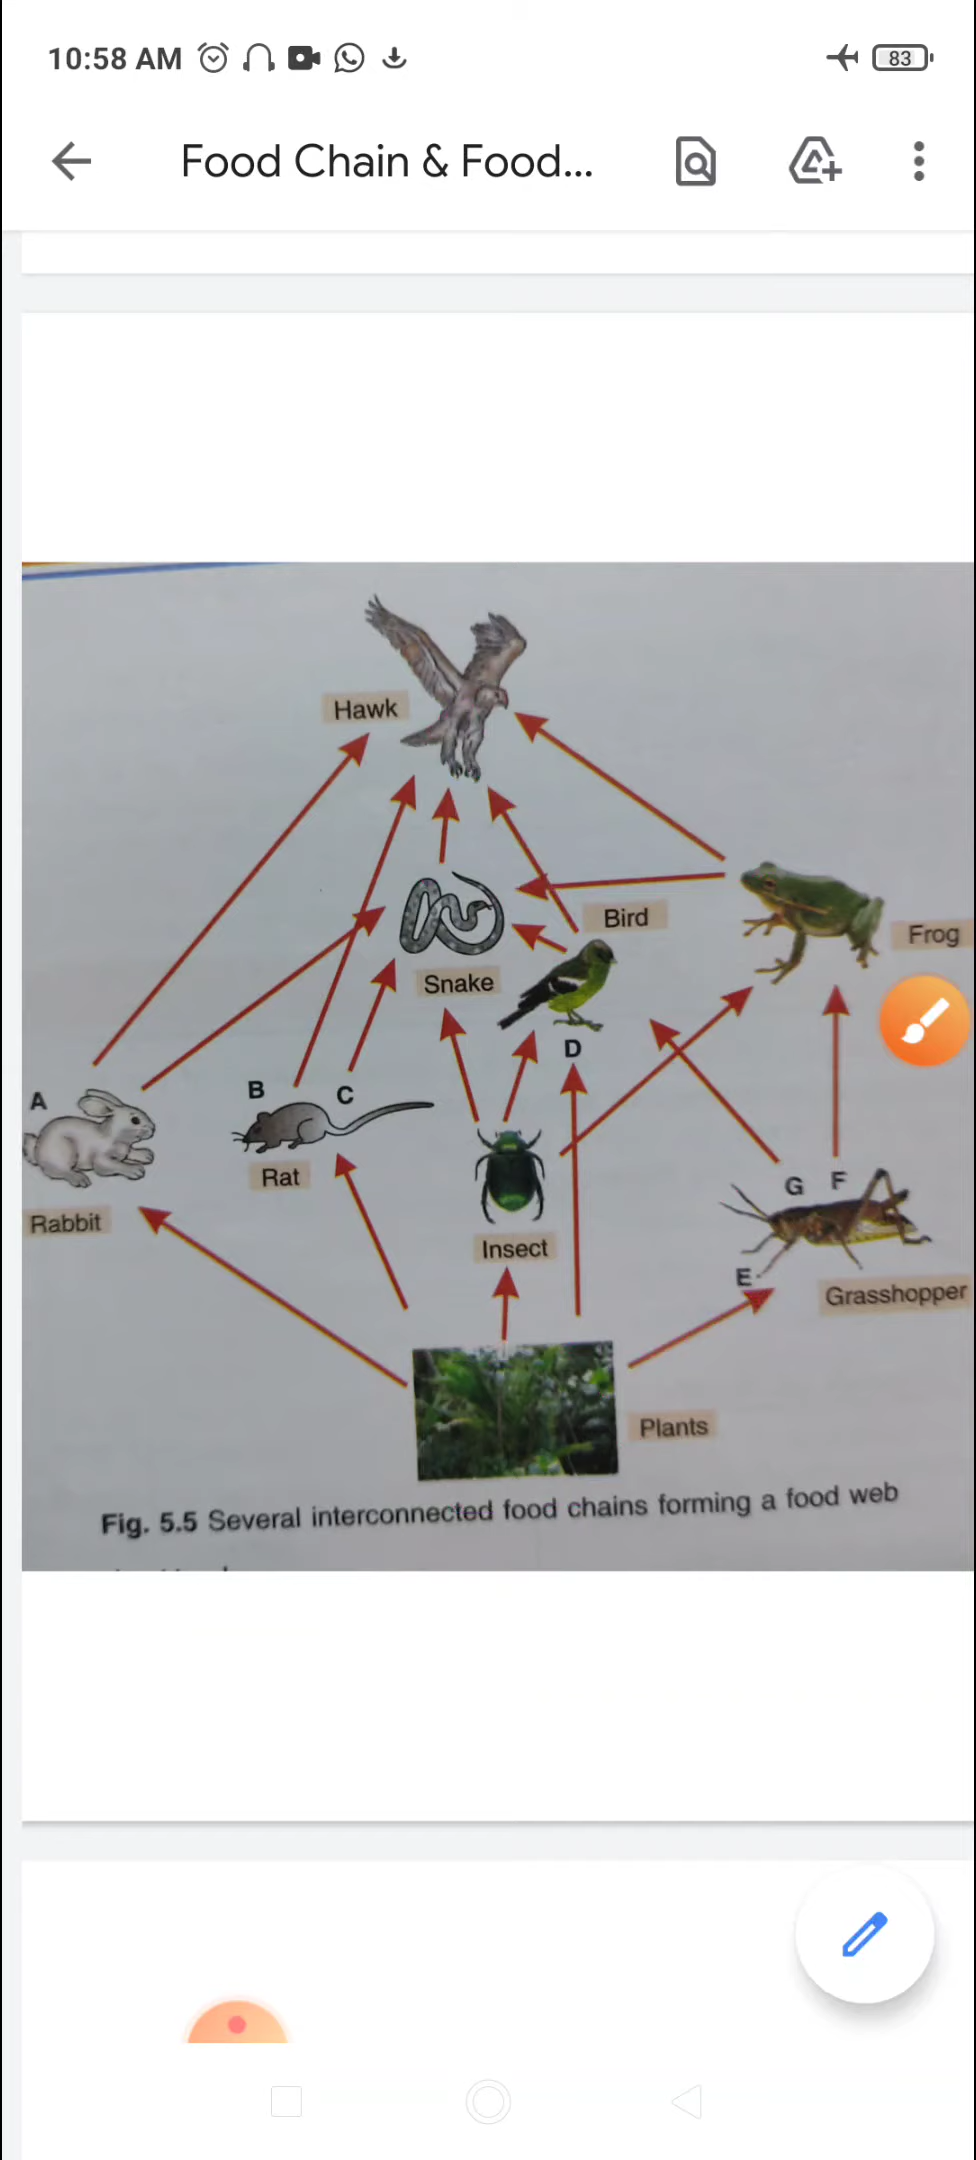 10:58 AM
83
Food Chain & Food...
Hawk
Bird
Frog
Snake
D
A
B
C
Rat
Rabbit
G F
Insect
E
Grasshopper
Plants
Fig. 5.5 Several interconnected food chains forming a food web